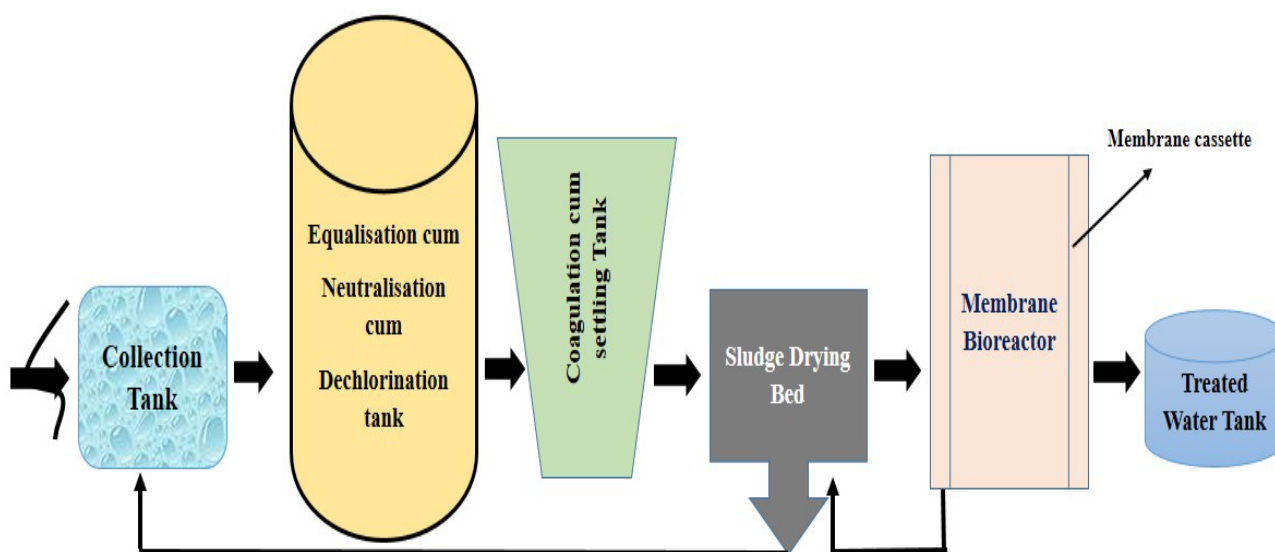 Collection
Tank
Equalisation cum
Neutralisation
cum
Dechlorination
tank
Coagulation cum
settling Tank
Sludge Drying
Bed
Membrane
Bioreactor
Membrane cassette
Treated
Water Tank